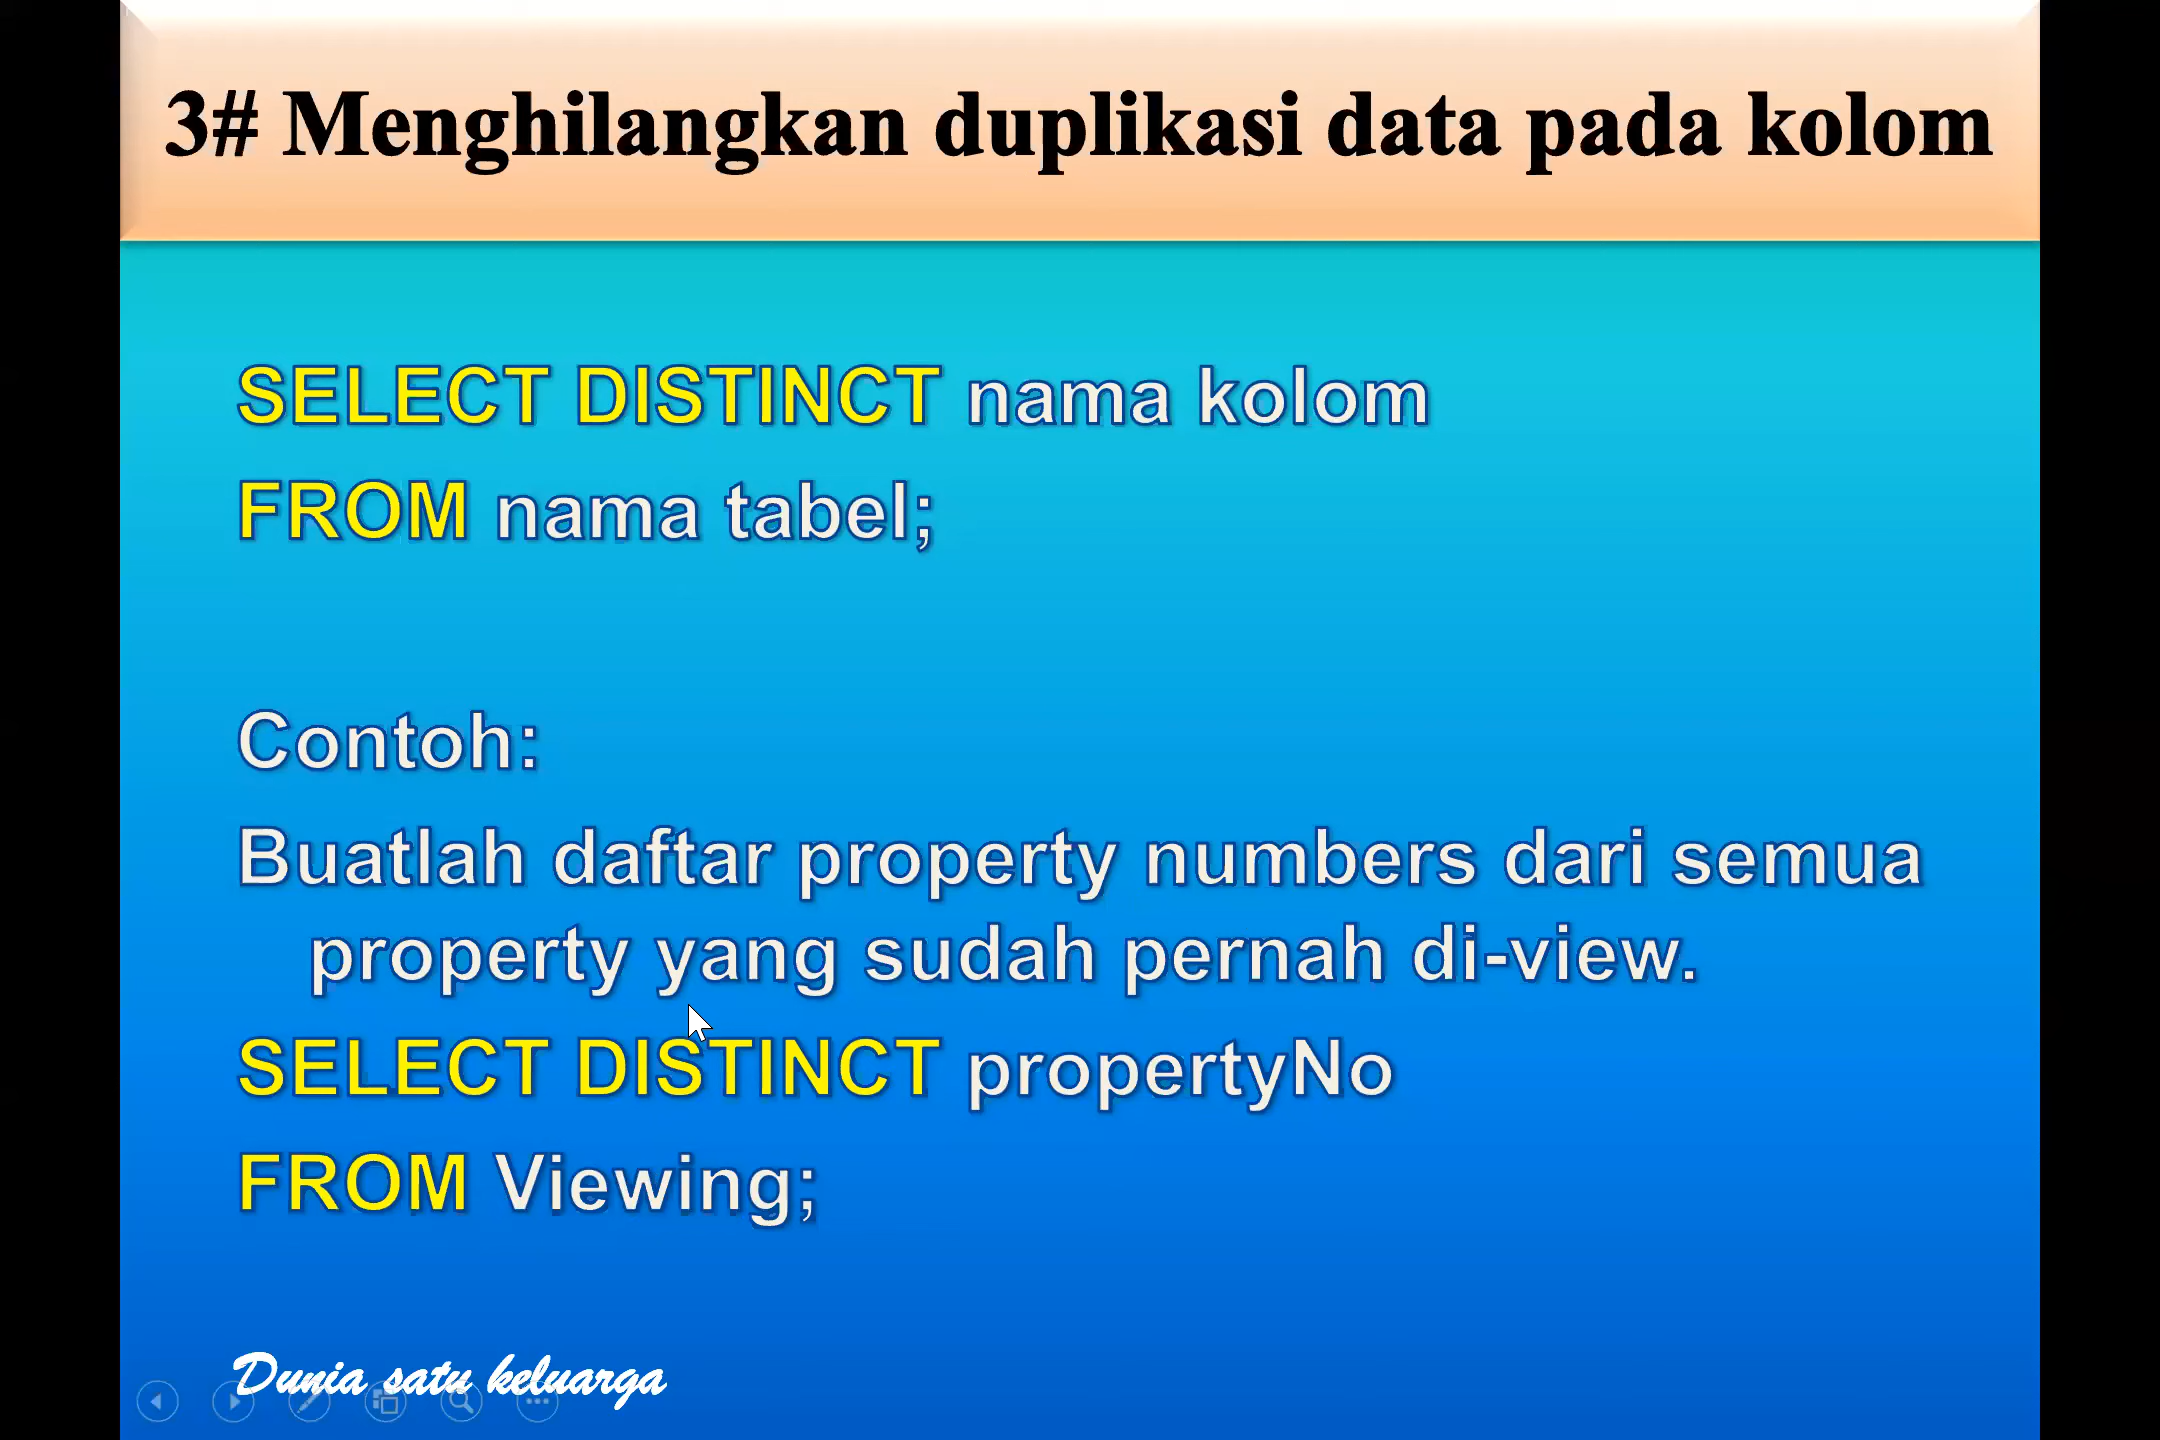 3# Menghilangkan duplikasi data pada kolom
SELECT DISTINCT nama kolom
FROM nama tabel;
Contoh:
Buatlah daftar property numbers dari semua
property yang sudah pernah di-view.
SELECT DISTINCT propertyNo
FROM Viewing;
Dunia satu keluarga